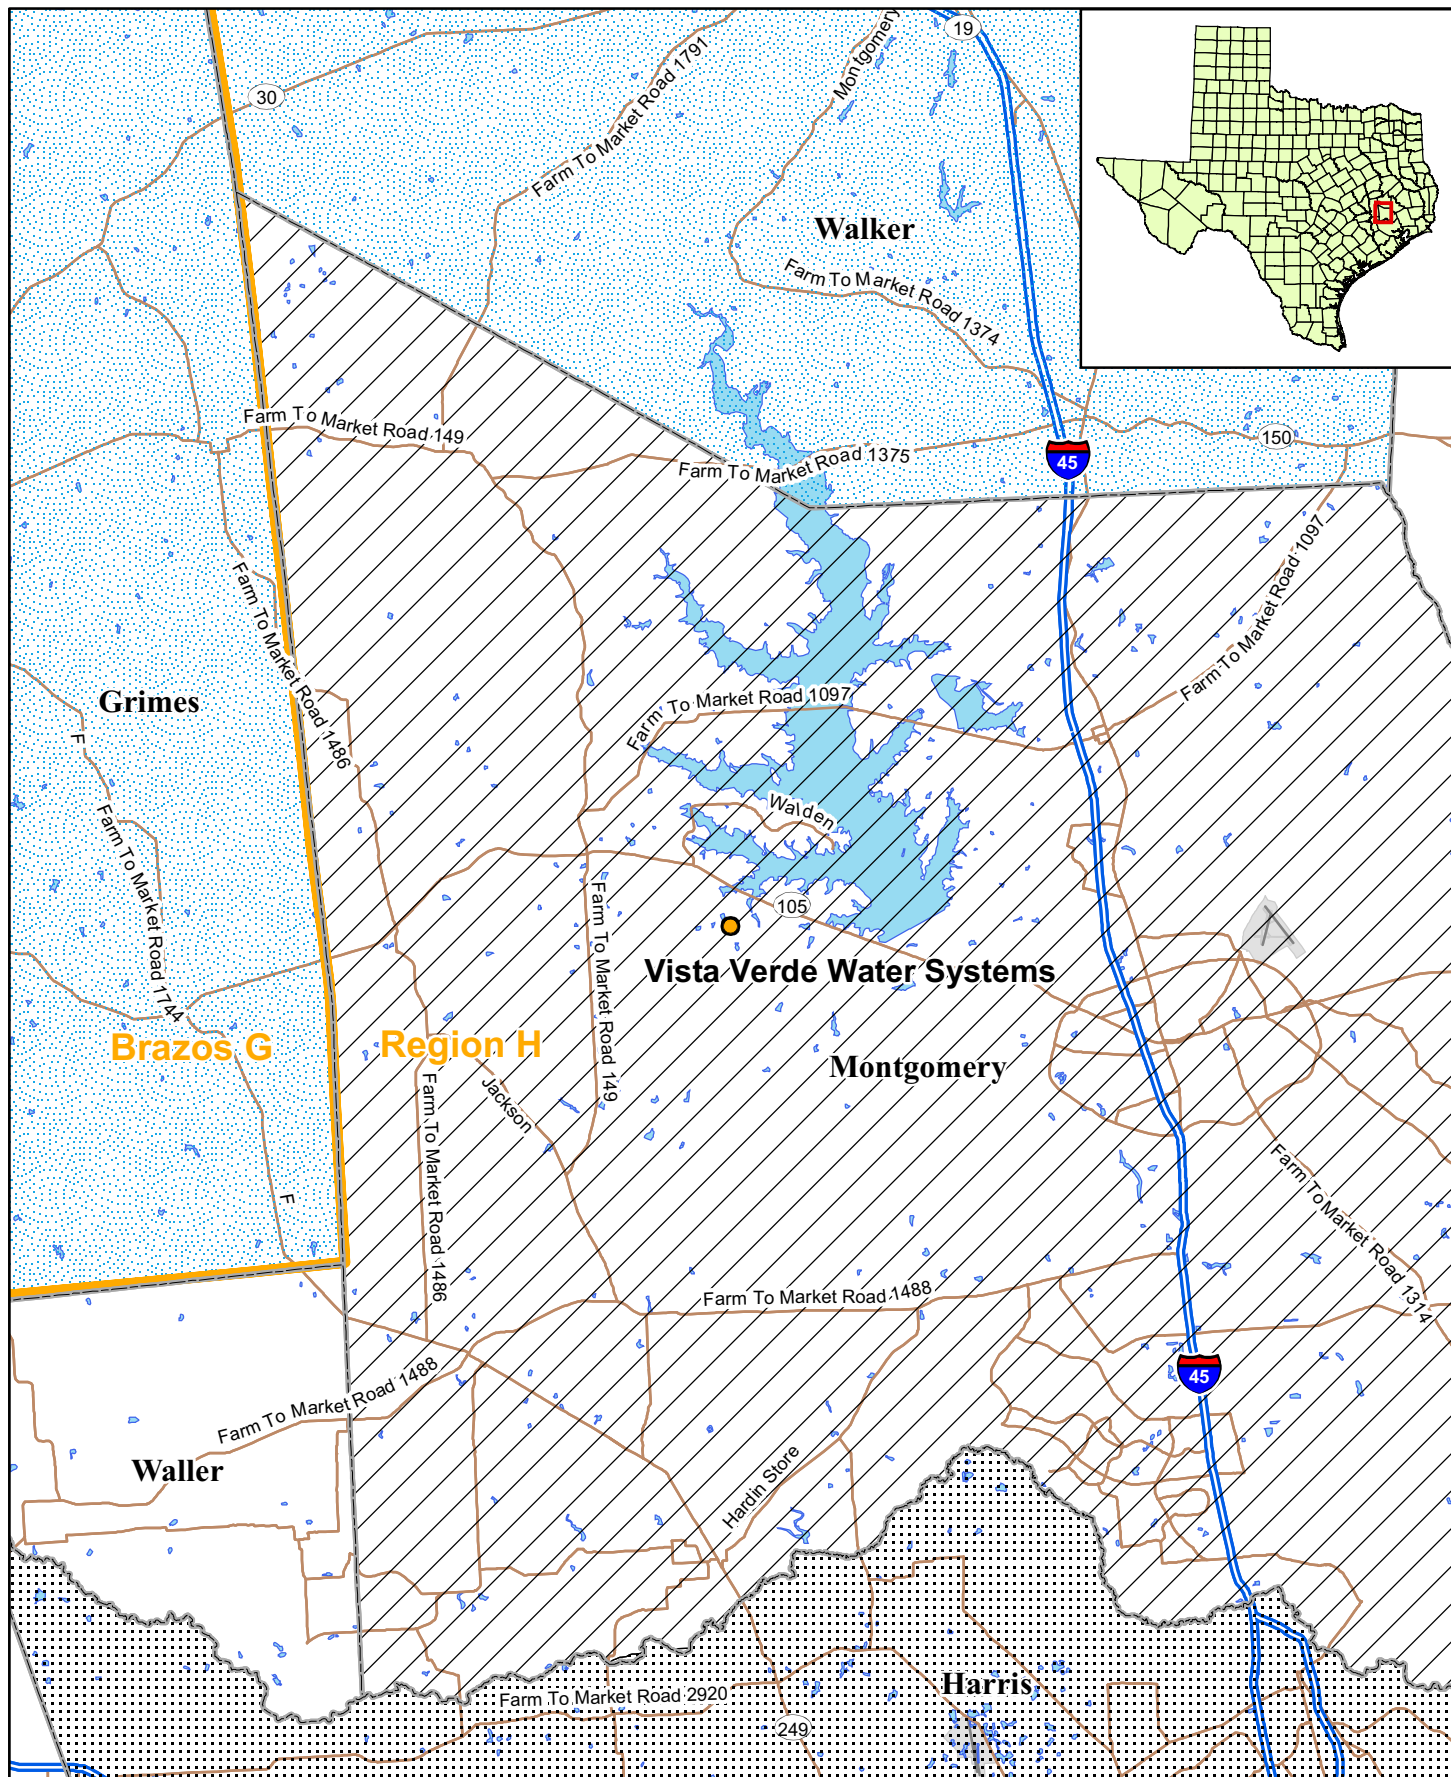 19
Montgomery
Farm To Market Road 1791
30
Walker
Farm To Market Road 1374
Farm To Market Road 149
150
Farm To Market Road 1375
45
Farm To Market Road 1097
Farm To Market Road 1486
Grimes
Farm To Market Road 1097
F
Walden
Farm To Market Road 1744
Farm To Market Road 149
105
Vista Verde Water Systems
Brazos G
Region H
Montgomery
Jackson
Farm To Market Road 1486
F
Farm To Market Road 1314
Farm To Market Road 1488
45
Farm To Market Road 1488
Waller
Hardin Store
Harris
Farm To Market Road 2920
249